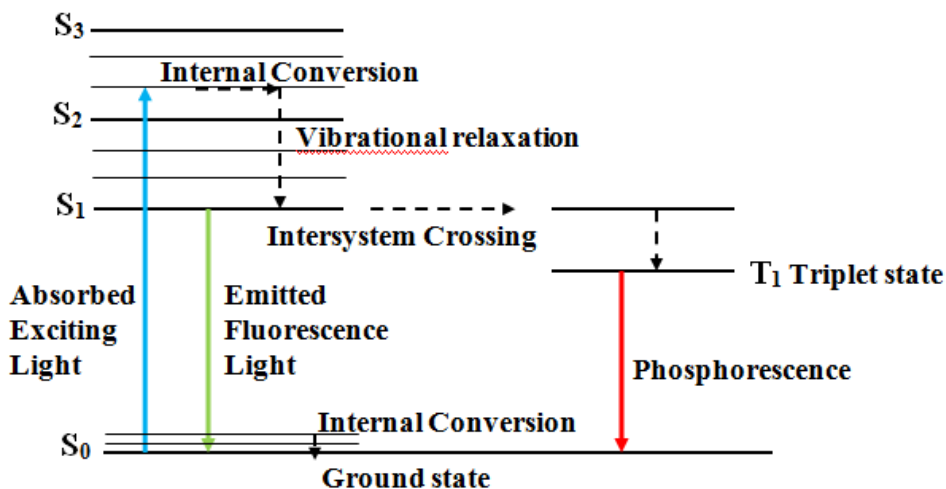 S₃
Internal Conversion
S₂
Vibrational relaxation
S₁
Intersystem Crossing
T₁ Triplet state
Absorbed
Exciting
Light
Emitted
Fluorescence
Light
Phosphorescence
Internal Conversion
S₀
Ground state